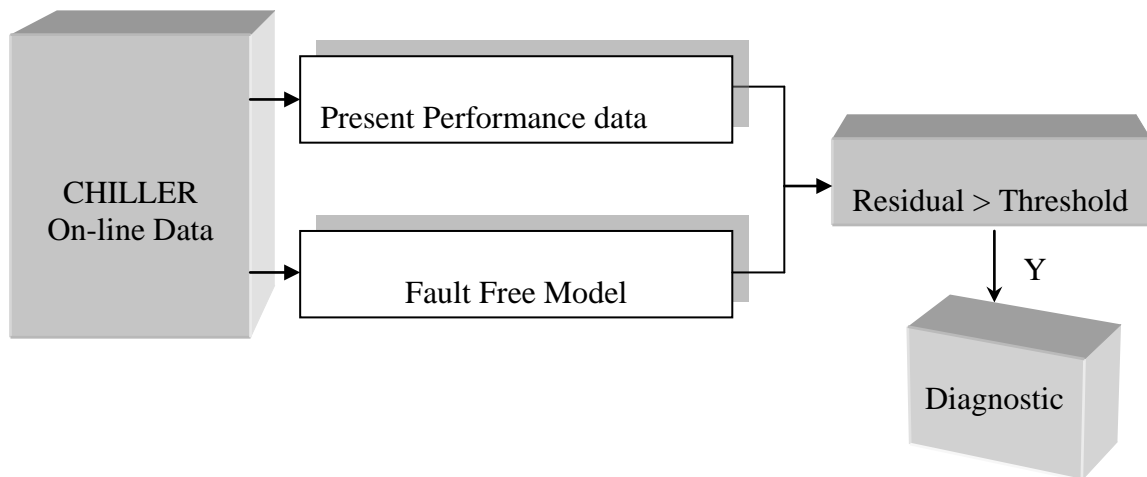 CHILLER
On-line Data
Present Performance data
Fault Free Model
Residual > Threshold
Y
Diagnostic